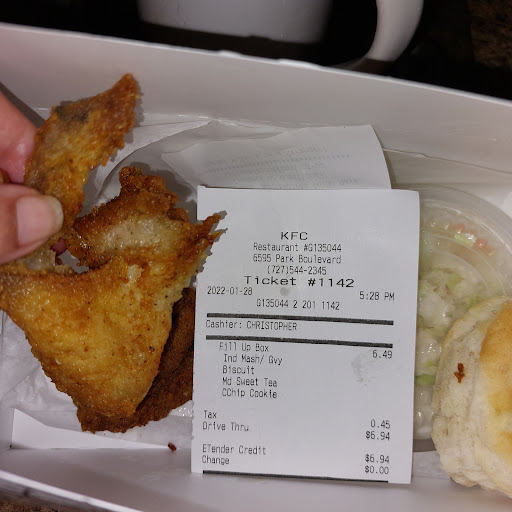 KFC
Restaurant #G135044
6595 Park Boulevard
(727)544-2345
Ticket #1142
2022-01-28 5:28 PM
G135044 2 201 1142
Cashier: CHRISTOPHER
Fill Up Box 6.49
Ind Mash/ Gvy
Biscuit
Md Sweet Tea
CChip Cookie
Tax 0.45
Drive Thru $6.94
ETender Credit $6.94
Change $0.00